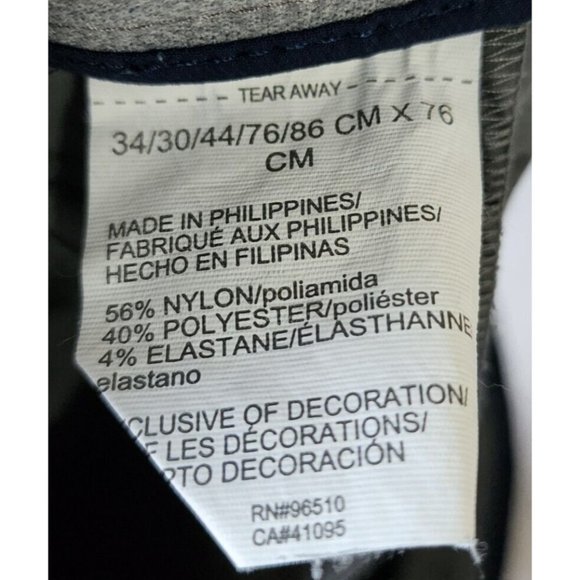 TEAR AWAY
34/30/44/76/86 CM X 76
CM
MADE IN PHILIPPINES/
FABRIQUÉ AUX PHILIPPINES/
HECHO EN FILIPINAS
56% NYLON/poliamida
40% POLYESTER/poliéster
4% ELASTANE/ÉLASTHANNE
elastano
CLUSIVE OF DECORATION/
LES DÉCORATIONS/
PTO DECORACIÓN
RN#96510
CA#41095